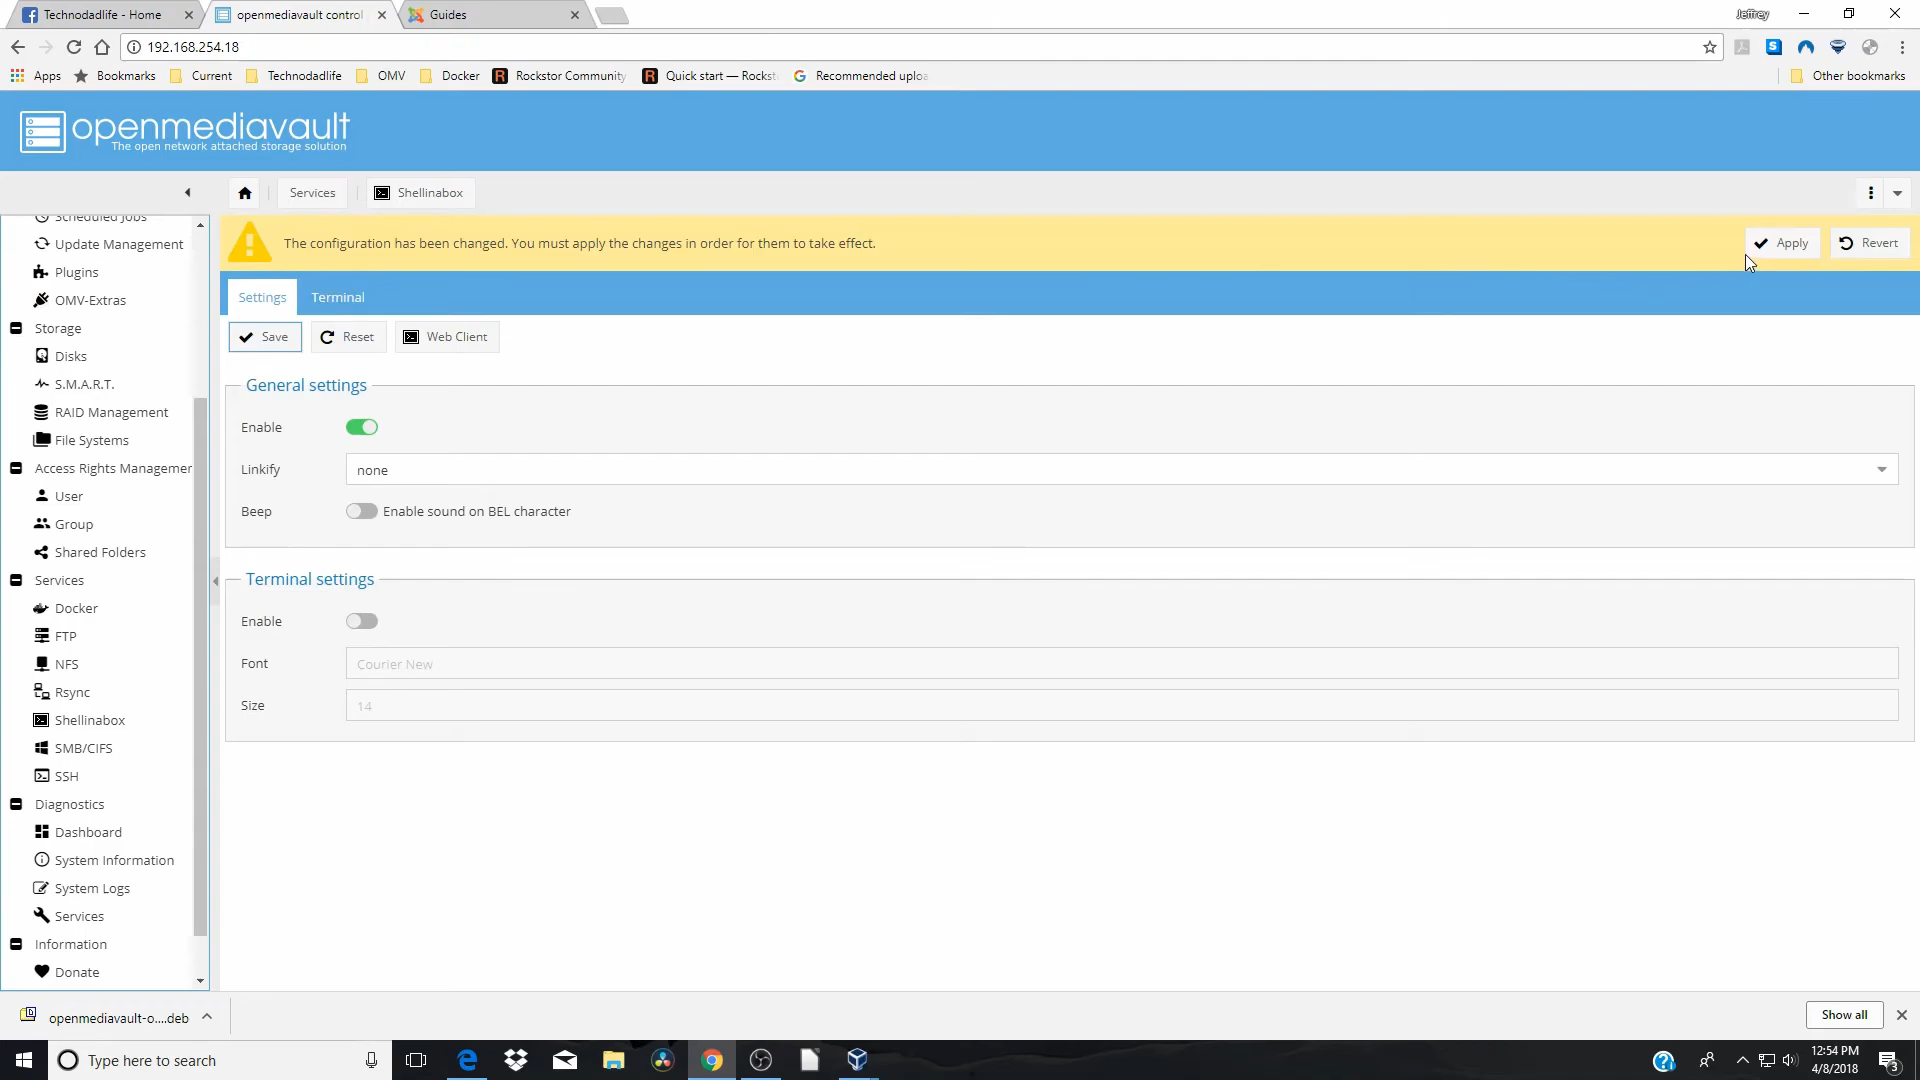 Technodadlife - Home
openmediavault control
Guides
Jeffrey
192.168.254.18
Apps
Bookmarks
Current
Technodadlife
OMV
Docker
Rockstor Community
Quick start — Rockst
Recommended uploa
Other bookmarks
openmediavault
The open network attached storage solution
Services
Shellinabox
Scheduled Jobs
Update Management
Plugins
OMV-Extras
Storage
Disks
S.M.A.R.T.
RAID Management
File Systems
Access Rights Managemen
User
Group
Shared Folders
Services
Docker
FTP
NFS
Rsync
Shellinabox
SMB/CIFS
SSH
Diagnostics
Dashboard
System Information
System Logs
Services
Information
Donate
The configuration has been changed. You must apply the changes in order for them to take effect.
Apply
Revert
Settings
Terminal
Save
Reset
Web Client
General settings
Enable
Linkify
none
Beep
Enable sound on BEL character
Terminal settings
Enable
Font
Courier New
Size
14
openmediavault-o....deb
Show all
Type here to search
12:54 PM
4/8/2018
3